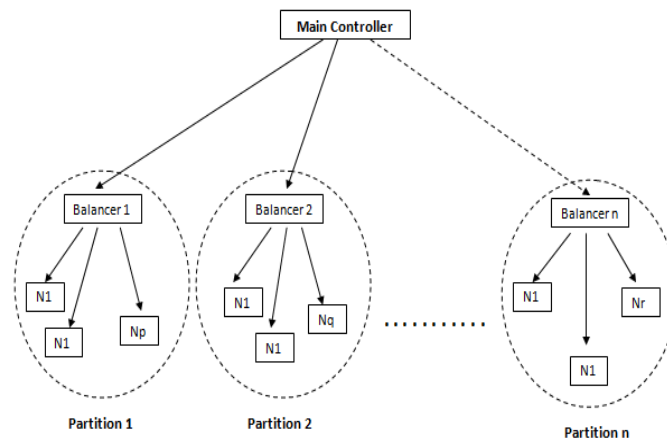 Main Controller
Balancer 1
Balancer 2
Balancer n
N1
N1
Np
N1
N1
Nq
...........
N1
N1
Nr
Partition 1
Partition 2
Partition n